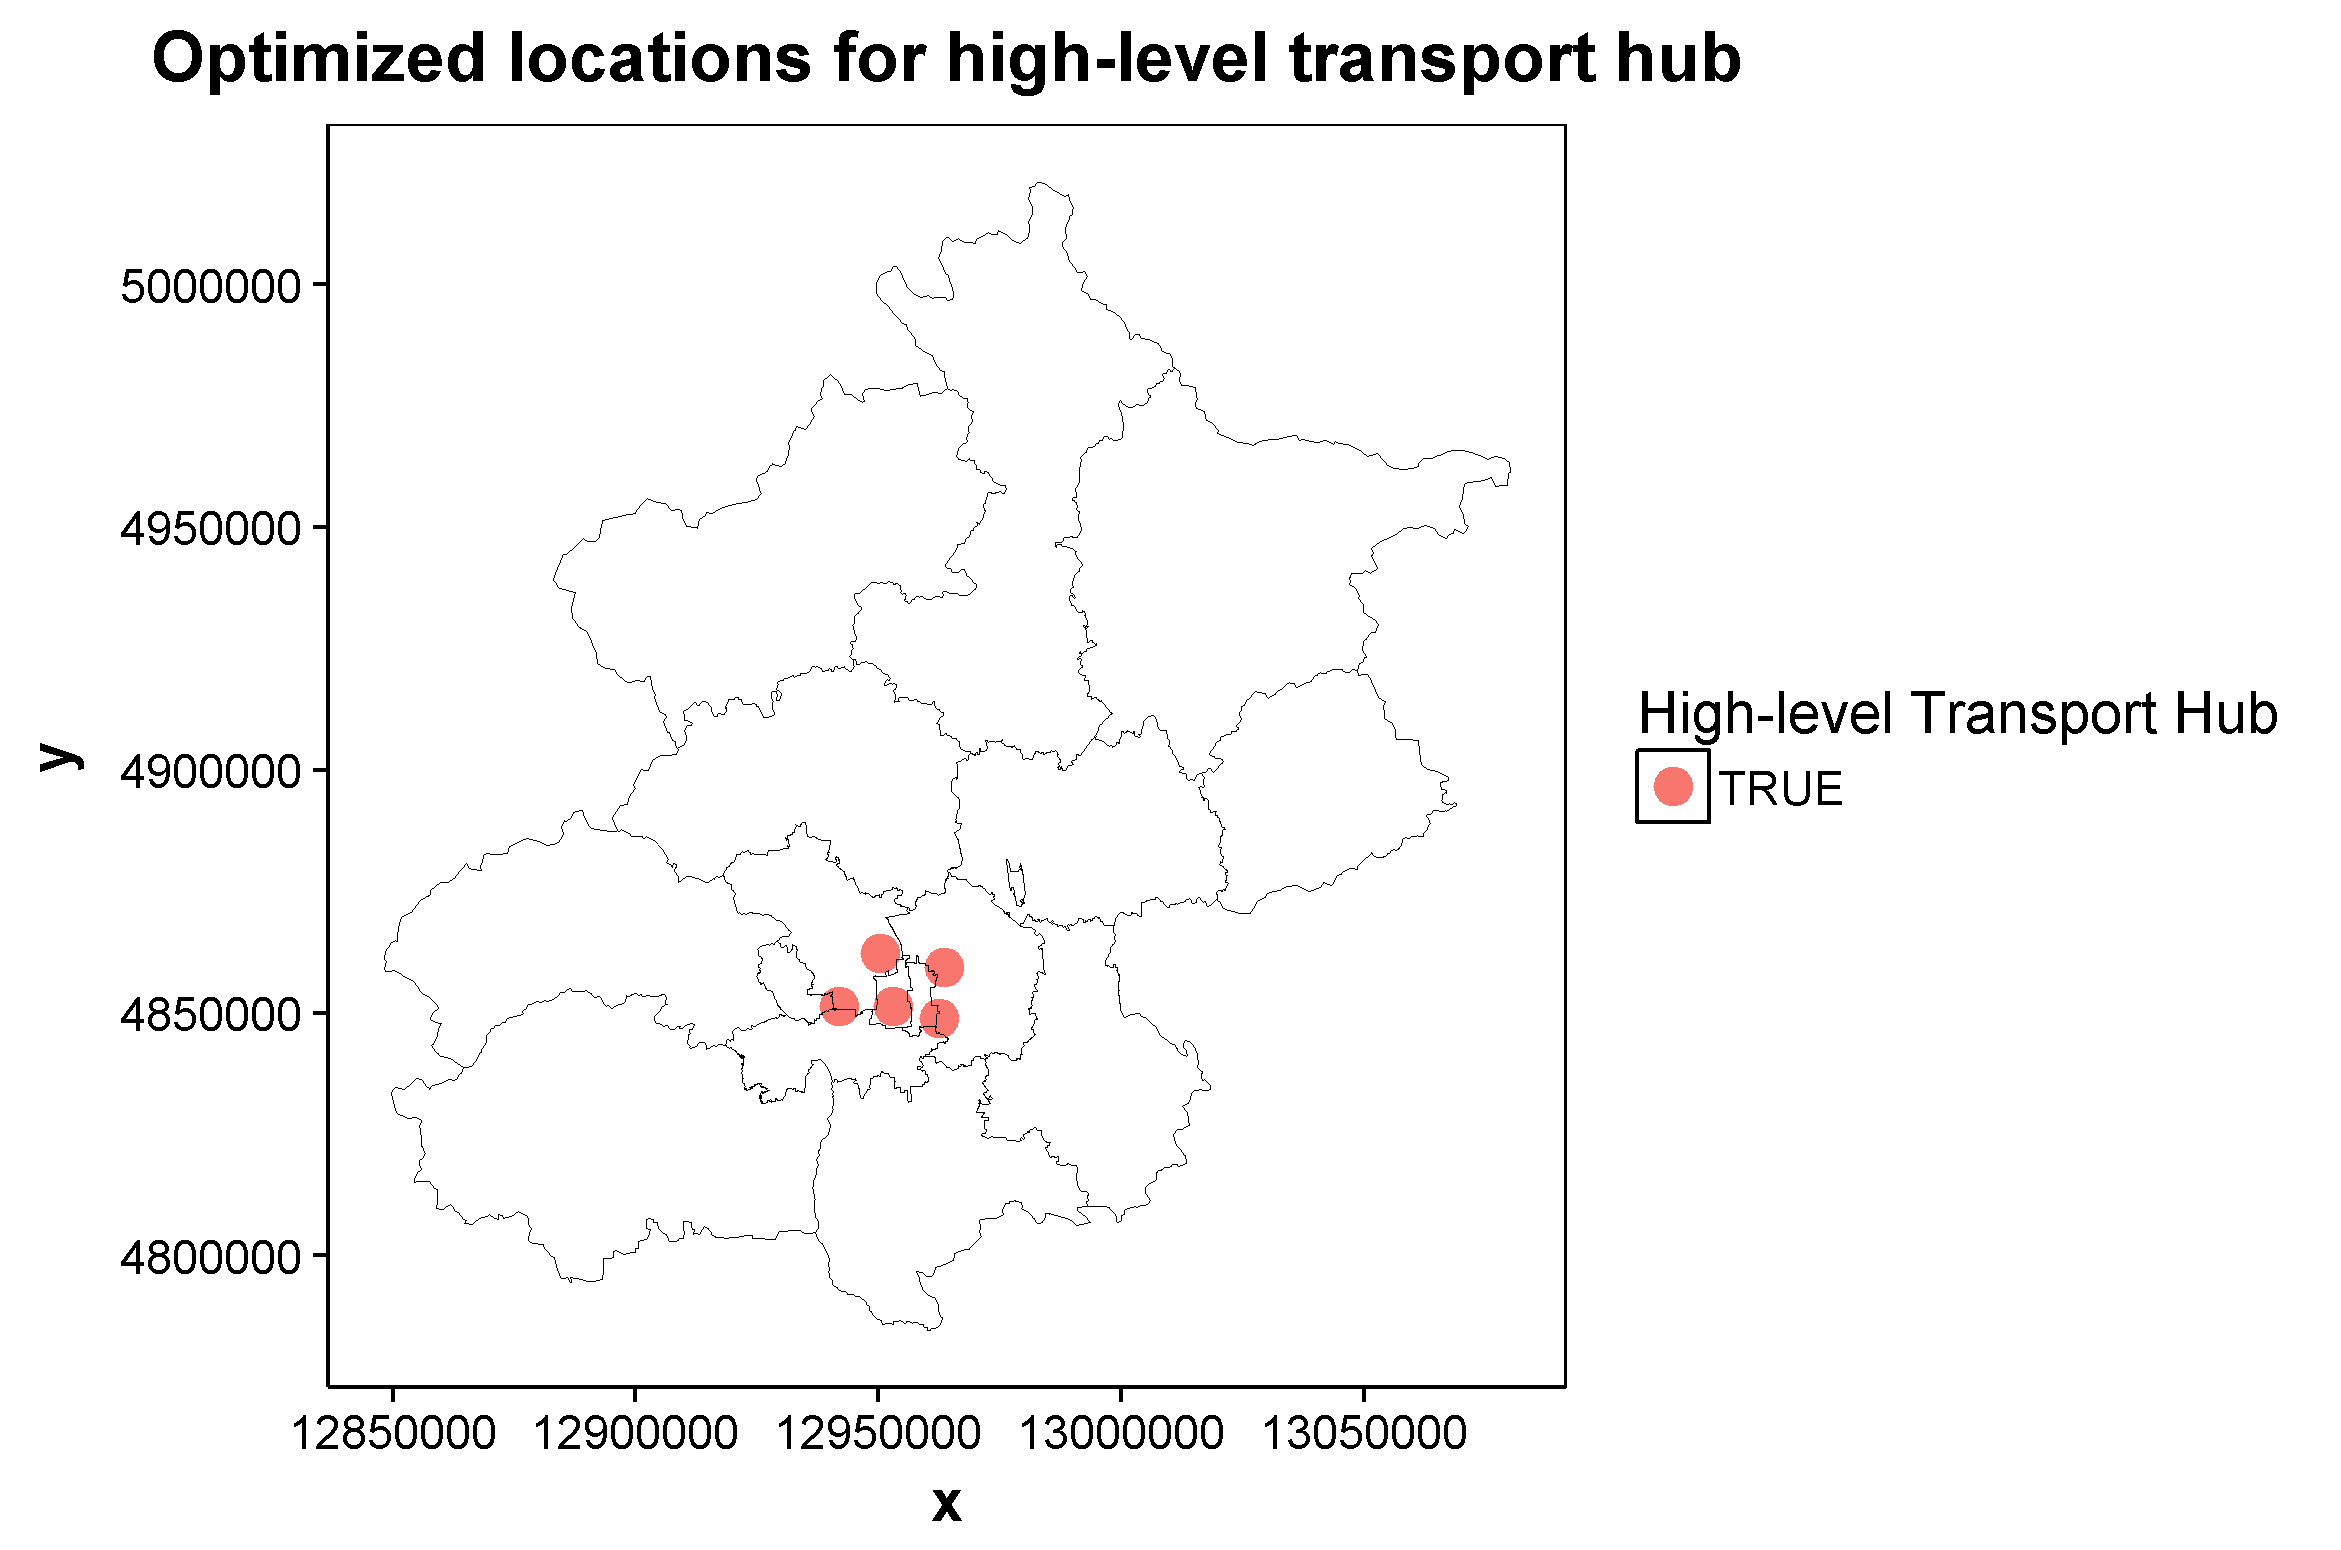 Optimized locations for high-level transport hub
5000000
4950000
4900000
4850000
4800000
y
12850000 12900000 12950000 13000000 13050000
x
High-level Transport Hub
TRUE